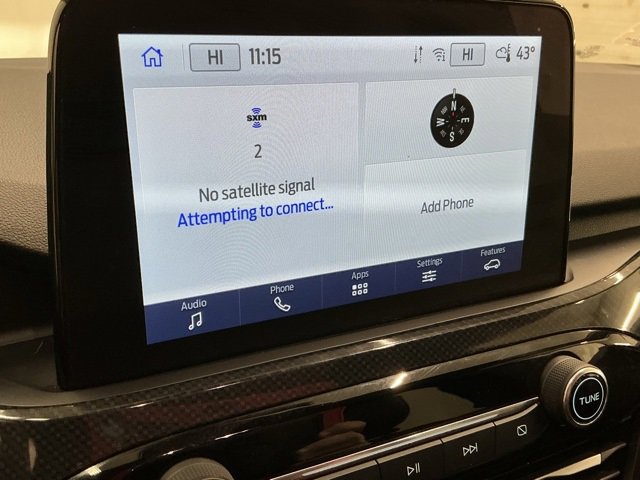 HI 11:15 HI 43°
sxm
2
No satellite signal
Attempting to connect...
N
W E
S
Add Phone
Audio Phone Apps Settings Features
TUNE